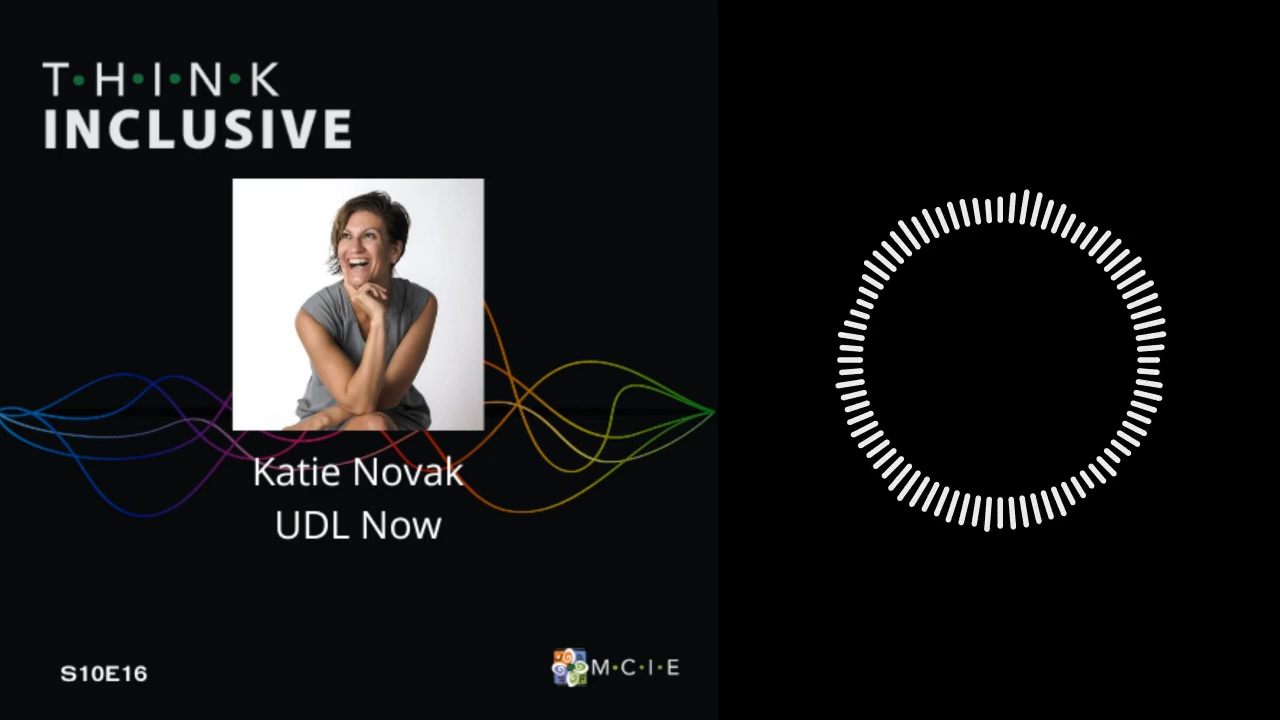 T·H·I·N·K
INCLUSIVE
Katie Novak
UDL Now
S10E16
M·C·I·E